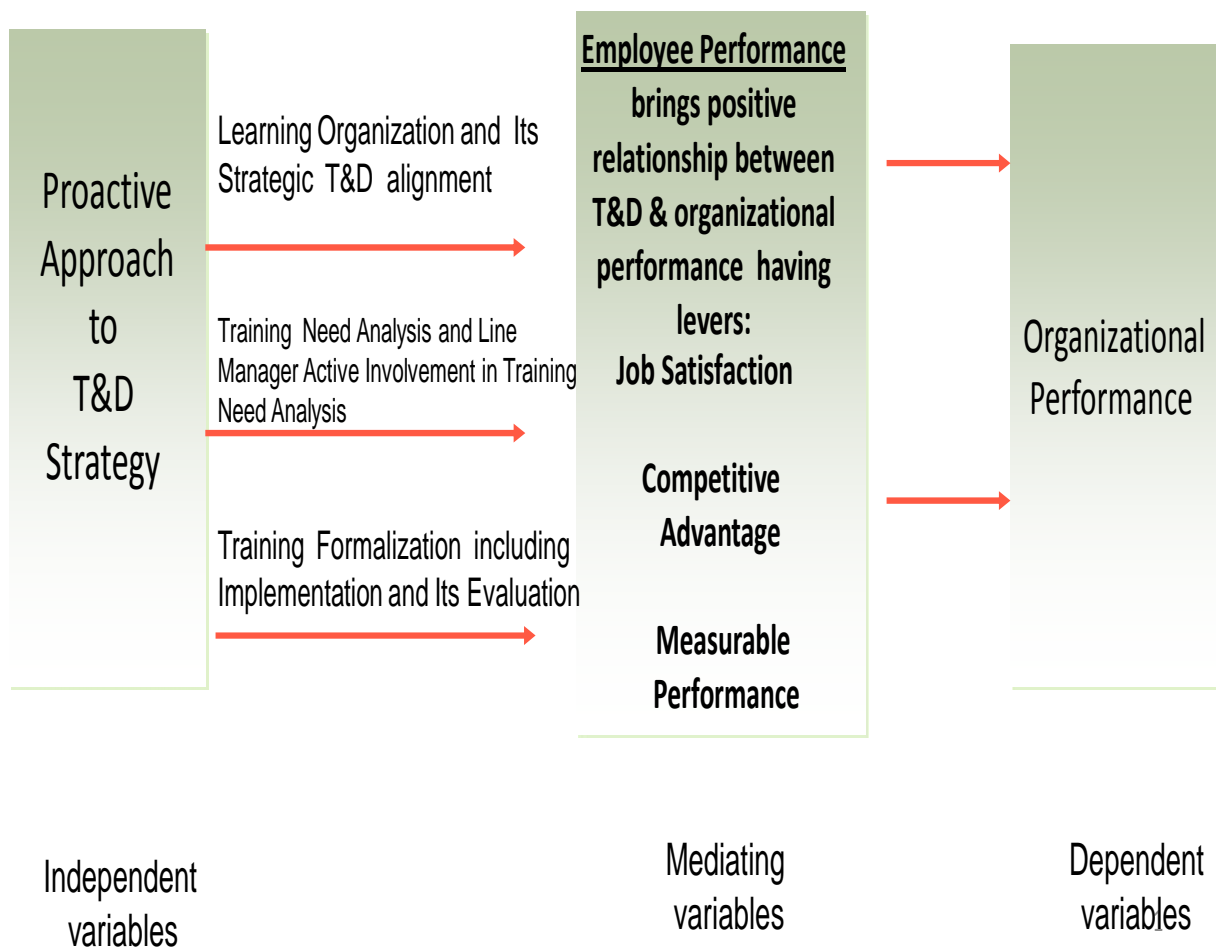 Proactive
Approach
to
T&D
Strategy
Learning Organization and Its
Strategic T&D alignment
Training Need Analysis and Line
Manager Active Involvement in Training
Need Analysis
Training Formalization including
Implementation and Its Evaluation
Employee Performance
brings positive
relationship between
T&D & organizational
performance having
levers:
Job Satisfaction
Competitive
Advantage
Measurable
Performance
Organizational
Performance
Independent
variables
Mediating
variables
Dependent
variables
1